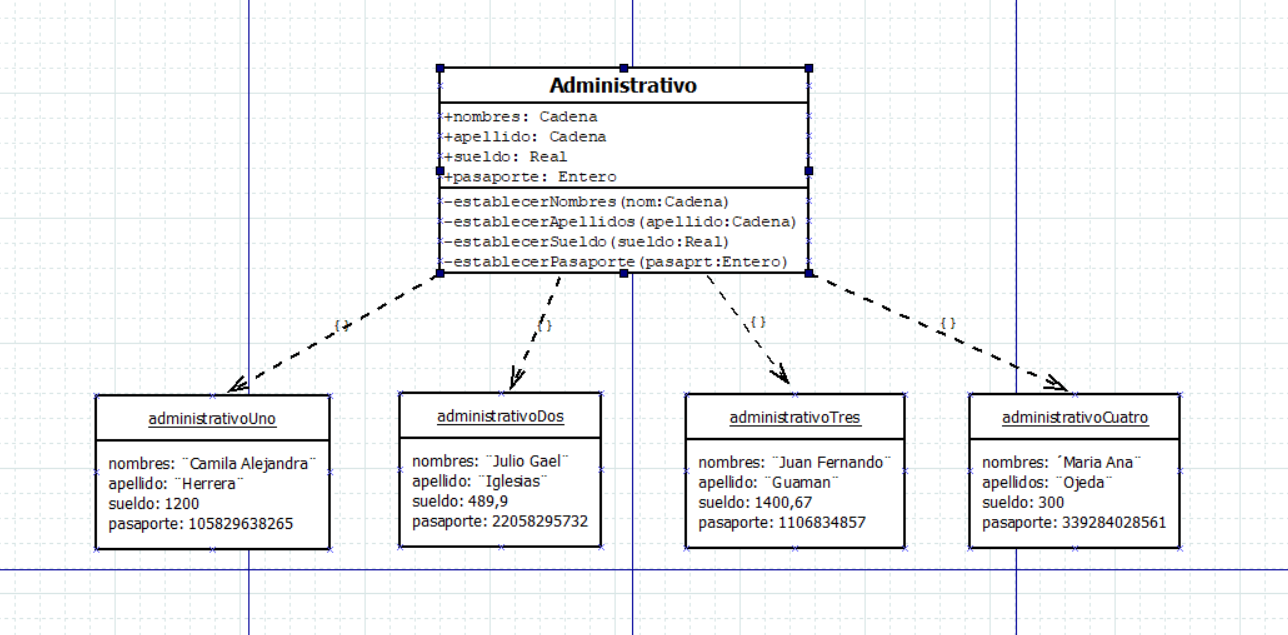 Administrativo
+nombres: Cadena
+apellido: Cadena
+sueldo: Real
+pasaporte: Entero
-establecerNombres(nom:Cadena)
-establecerApellidos(apellido:Cadena)
-establecerSueldo(sueldo:Real)
-establecerPasaporte(pasaprt:Entero)
{}
{}
{}
{}
administrativoUno
nombres: ¨Camila Alejandra¨
apellido: ¨Herrera¨
sueldo: 1200
pasaporte: 105829638265
administrativoDos
nombres: ¨Julio Gael¨
apellido: ¨Iglesias¨
sueldo: 489,9
pasaporte: 22058295732
administrativoTres
nombres: ¨Juan Fernando¨
apellido: ¨Guaman¨
sueldo: 1400,67
pasaporte: 1106834857
administrativoCuatro
nombres: ´Maria Ana¨
apellidos: ¨Ojeda¨
sueldo: 300
pasaporte: 339284028561